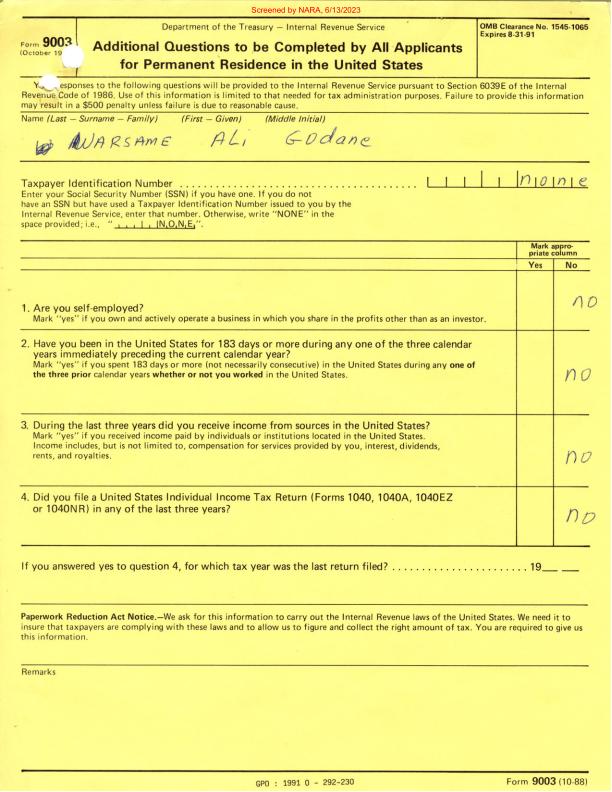 Screened by NARA, 6/13/2023
Form 9003
(October 19
Department of the Treasury — Internal Revenue Service
Additional Questions to be Completed by All Applicants
for Permanent Residence in the United States
OMB Clearance No. 1545-1065
Expires 8-31-91
esponses to the following questions will be provided to the Internal Revenue Service pursuant to Section 6039E of the Internal
Revenue Code of 1986. Use of this information is limited to that needed for tax administration purposes. Failure to provide this information
may result in a $500 penalty unless failure is due to reasonable cause.
Name (Last — Surname — Family) (First — Given) (Middle Initial)
WARSAME ALi GODane
Taxpayer Identification Number . . . . . . . . . . . . . . . . . . . . . . . . . . . . . . . . . . . . . . . . none
Enter your Social Security Number (SSN) if you have one. If you do not
have an SSN but have used a Taxpayer Identification Number issued to you by the
Internal Revenue Service, enter that number. Otherwise, write "NONE" in the
space provided; i.e., " N,O,N,E,".
Mark appro-
priate column
Yes No
1. Are you self-employed? no
Mark "yes" if you own and actively operate a business in which you share in the profits other than as an investor.
2. Have you been in the United States for 183 days or more during any one of the three calendar
years immediately preceding the current calendar year?
Mark "yes" if you spent 183 days or more (not necessarily consecutive) in the United States during any one of
the three prior calendar years whether or not you worked in the United States. no
3. During the last three years did you receive income from sources in the United States?
Mark "yes" if you received income paid by individuals or institutions located in the United States.
Income includes, but is not limited to, compensation for services provided by you, interest, dividends,
rents, and royalties. no
4. Did you file a United States Individual Income Tax Return (Forms 1040, 1040A, 1040EZ
or 1040NR) in any of the last three years? no
If you answered yes to question 4, for which tax year was the last return filed? . . . . . . . . . . . . . . . . . . . . . . . 19__ __
Paperwork Reduction Act Notice.—We ask for this information to carry out the Internal Revenue laws of the United States. We need it to
insure that taxpayers are complying with these laws and to allow us to figure and collect the right amount of tax. You are required to give us
this information.
Remarks
GPO : 1991 O - 292-230
Form 9003 (10-88)